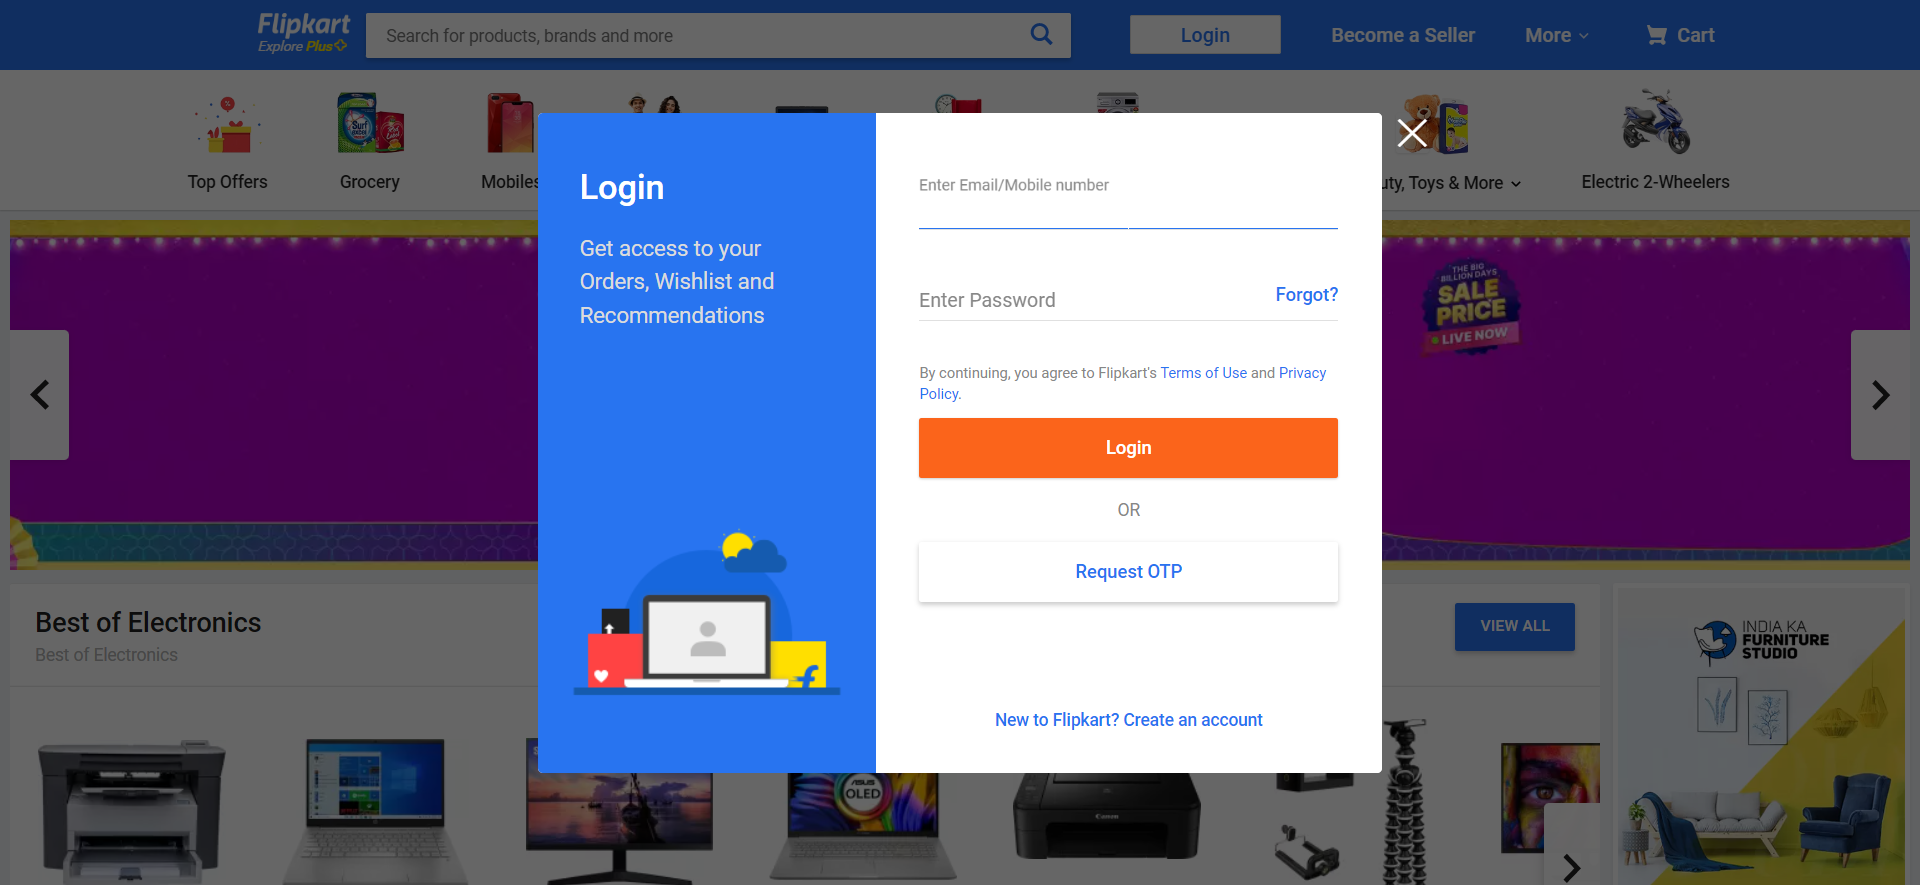 Flipkart
Explore Plus
Search for products, brands and more
Login
Become a Seller
More
Cart
Surf excel
Top Offers
Grocery
Mobiles
uty, Toys & More
Electric 2-Wheelers
Login
Get access to your
Orders, Wishlist and
Recommendations
Enter Email/Mobile number
Enter Password
Forgot?
By continuing, you agree to Flipkart's Terms of Use and Privacy
Policy.
Login
OR
Request OTP
New to Flipkart? Create an account
THE BIG
BILLION DAYS
SALE
PRICE
LIVE NOW
Best of Electronics
Best of Electronics
VIEW ALL
INDIA KA
FURNITURE
STUDIO
ASUS
OLED
Canon